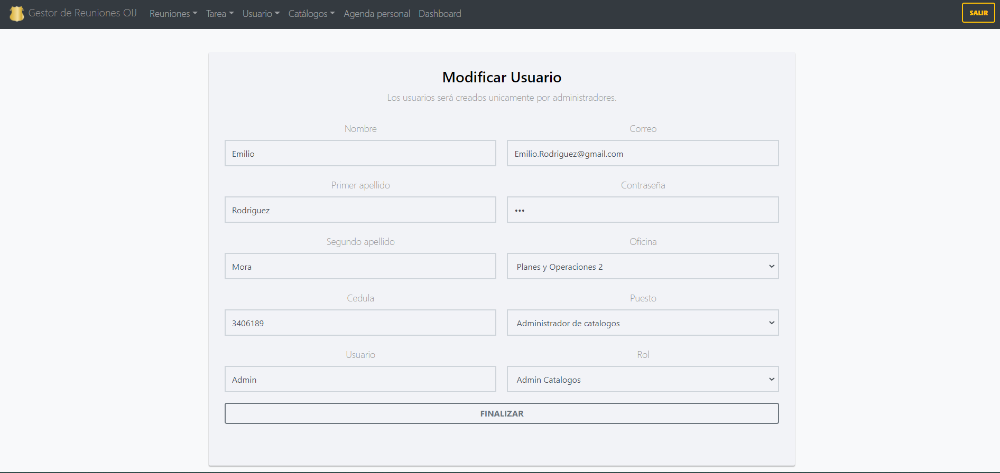 Gestor de Reuniones OIJ Reuniones Tarea Usuario Catálogos Agenda personal Dashboard SALIR
Modificar Usuario
Los usuarios será creados unicamente por administradores.
Nombre Correo
Emilio Emilio.Rodriguez@gmail.com
Primer apellido Contraseña
Rodriguez •••
Segundo apellido Oficina
Mora Planes y Operaciones 2
Cedula Puesto
3406189 Administrador de catalogos
Usuario Rol
Admin Admin Catalogos
FINALIZAR